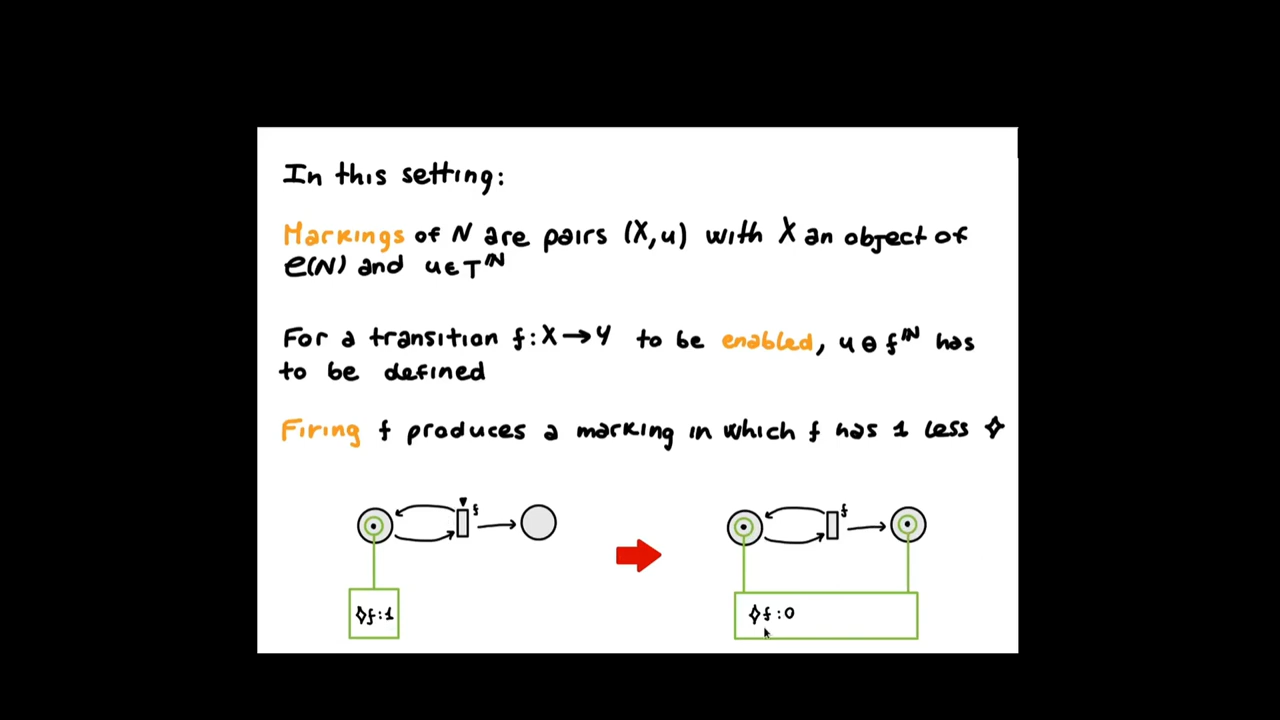 In this setting:
Markings of N are pairs (X,u) with X an object of
C(N) and u∈T^ℕ
For a transition f:X→Y to be enabled, u⊖f^ℕ has
to be defined
Firing f produces a marking in which f has 1 less ✧
f f
✧f:1 ✧f:0